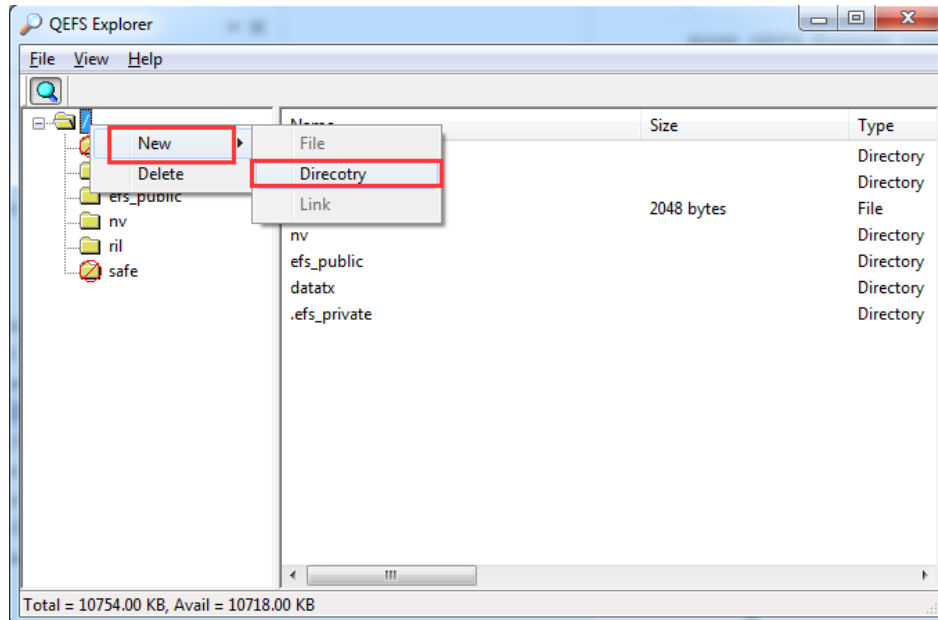 QEFS Explorer
File View Help
/
Name Size Type
New File Directory
Delete Direcotry Directory
efs_public Link 2048 bytes File
nv nv Directory
ril efs_public Directory
safe datatx Directory
.efs_private Directory
Total = 10754.00 KB, Avail = 10718.00 KB